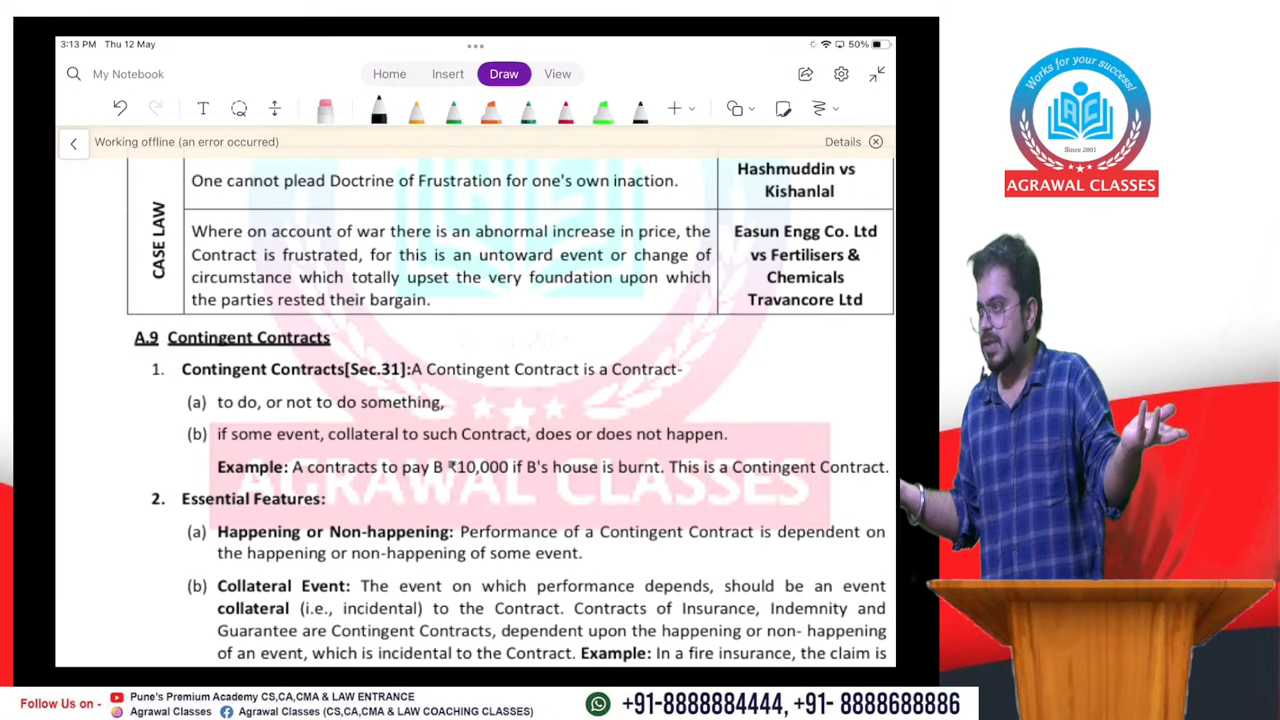 3:13 PM Thu 12 May
50%
My Notebook
Home Insert Draw View
Working offline (an error occurred)
Details
CASE LAW
One cannot plead Doctrine of Frustration for one's own inaction.
Hashmuddin vs
Kishanlal
Where on account of war there is an abnormal increase in price, the
Contract is frustrated, for this is an untoward event or change of
circumstance which totally upset the very foundation upon which
the parties rested their bargain.
Easun Engg Co. Ltd
vs Fertilisers &
Chemicals
Travancore Ltd
A.9 Contingent Contracts
1. Contingent Contracts[Sec.31]:A Contingent Contract is a Contract-
(a) to do, or not to do something,
(b) if some event, collateral to such Contract, does or does not happen.
Example: A contracts to pay B ₹10,000 if B's house is burnt. This is a Contingent Contract.
2. Essential Features:
(a) Happening or Non-happening: Performance of a Contingent Contract is dependent on
the happening or non-happening of some event.
(b) Collateral Event: The event on which performance depends, should be an event
collateral (i.e., incidental) to the Contract. Contracts of Insurance, Indemnity and
Guarantee are Contingent Contracts, dependent upon the happening or non- happening
of an event, which is incidental to the Contract. Example: In a fire insurance, the claim is
AGRAWAL CLASSES
Works for your success!
AC
Since 2001
AGRAWAL CLASSES
Follow Us on -
Pune's Premium Academy CS,CA,CMA & LAW ENTRANCE
Agrawal Classes
Agrawal Classes (CS,CA,CMA & LAW COACHING CLASSES)
+91-8888884444, +91- 8888688886